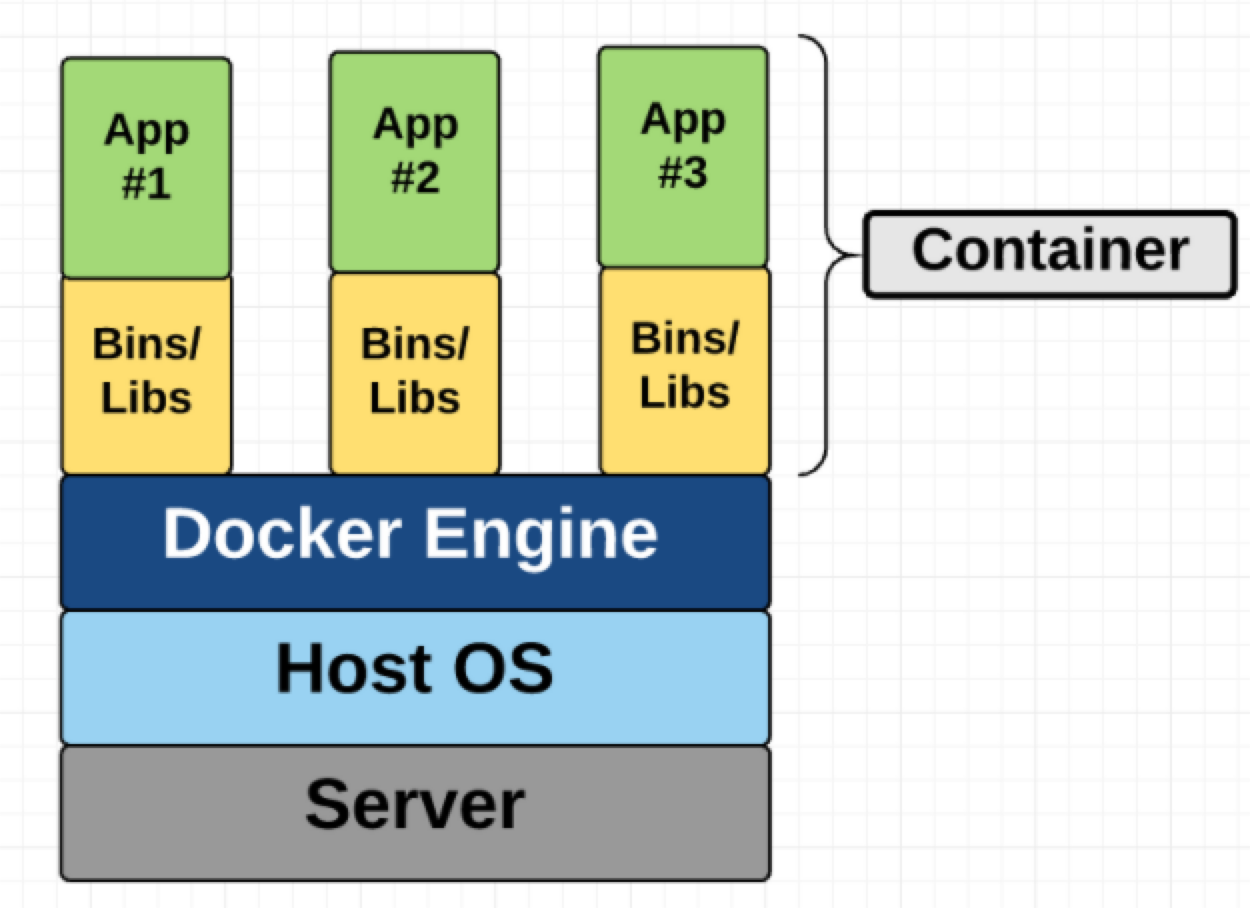 App
#1
App
#2
App
#3
Container
Bins/
Libs
Bins/
Libs
Bins/
Libs
Docker Engine
Host OS
Server